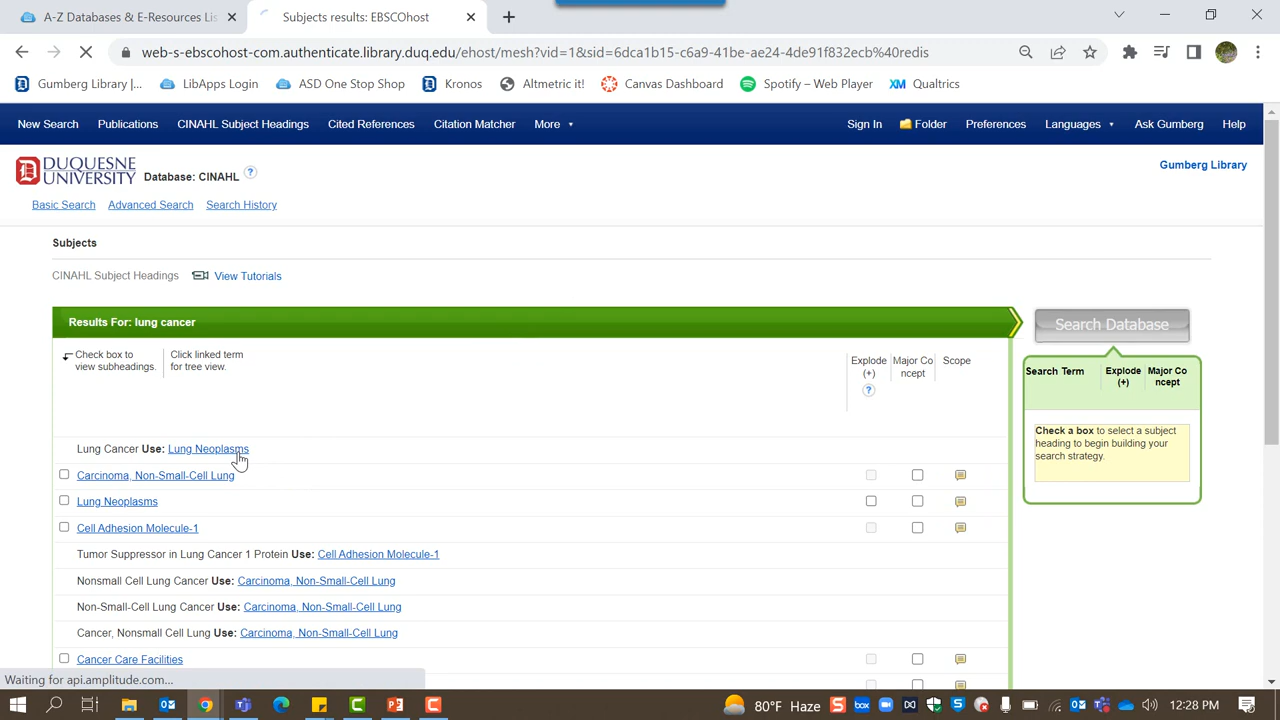 A-Z Databases & E-Resources Lis
Subjects results: EBSCOhost
web-s-ebscohost-com.authenticate.library.duq.edu/ehost/mesh?vid=1&sid=6dca1b15-c6a9-41be-ae24-4de91f832ecb%40redis
Gumberg Library |... LibApps Login ASD One Stop Shop Kronos Altmetric it! Canvas Dashboard Spotify – Web Player XM Qualtrics
New Search Publications CINAHL Subject Headings Cited References Citation Matcher More Sign In Folder Preferences Languages Ask Gumberg Help
DUQUESNE
UNIVERSITY
Database: CINAHL ?
Gumberg Library
Basic Search Advanced Search Search History
Subjects
CINAHL Subject Headings View Tutorials
Results For: lung cancer
Search Database
Check box to
view subheadings.
Click linked term
for tree view.
Explode
(+)
?
Major Co
ncept
Scope
Search Term
Explode
(+)
Major Co
ncept
Check a box to select a subject
heading to begin building your
search strategy.
Lung Cancer Use: Lung Neoplasms
Carcinoma, Non-Small-Cell Lung
Lung Neoplasms
Cell Adhesion Molecule-1
Tumor Suppressor in Lung Cancer 1 Protein Use: Cell Adhesion Molecule-1
Nonsmall Cell Lung Cancer Use: Carcinoma, Non-Small-Cell Lung
Non-Small-Cell Lung Cancer Use: Carcinoma, Non-Small-Cell Lung
Cancer, Nonsmall Cell Lung Use: Carcinoma, Non-Small-Cell Lung
Cancer Care Facilities
Waiting for api.amplitude.com...
80°F Haze
12:28 PM